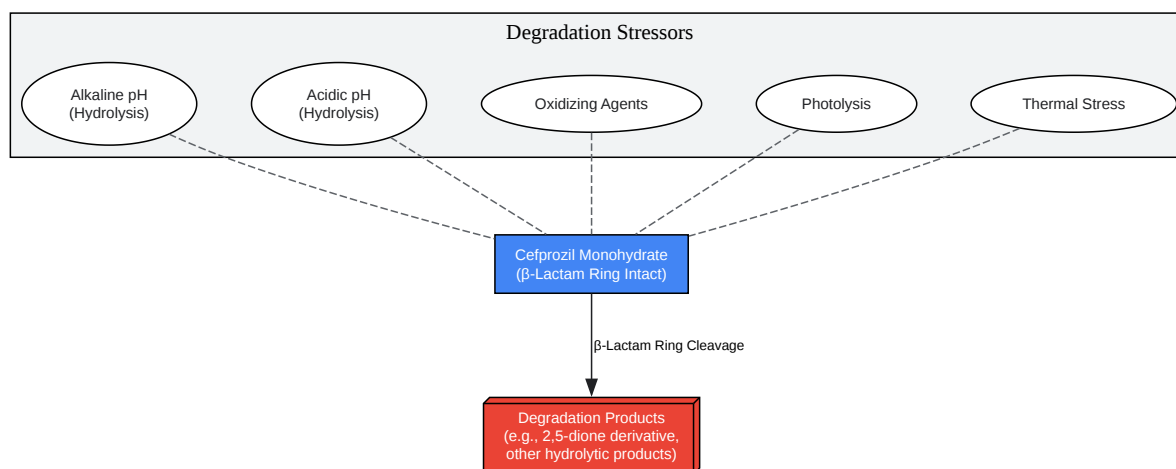 Degradation Stressors
Alkaline pH
(Hydrolysis)
Acidic pH
(Hydrolysis)
Oxidizing Agents
Photolysis
Thermal Stress
Cefprozil Monohydrate
(β-Lactam Ring Intact)
β-Lactam Ring Cleavage
Degradation Products
(e.g., 2,5-dione derivative,
other hydrolytic products)